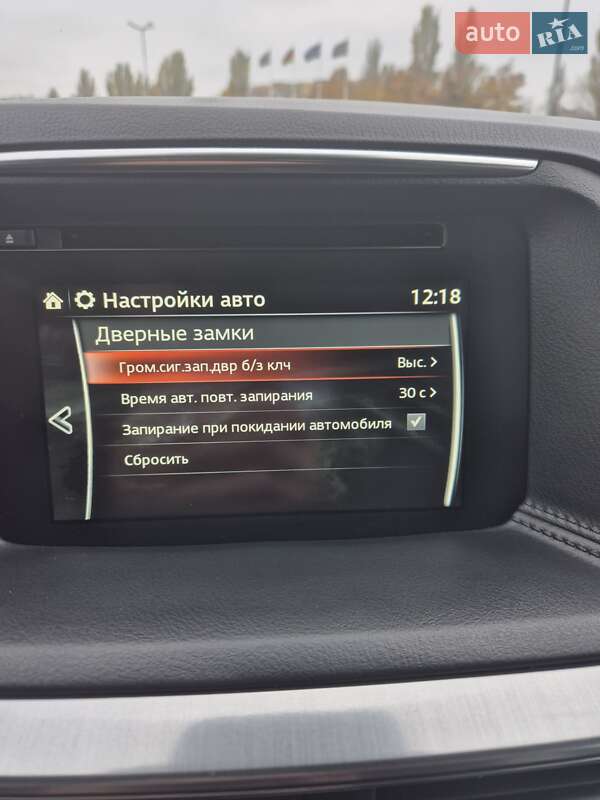 auto RIA.com
Настройки авто 12:18
Дверные замки
Гром.сиг.зап.двр б/з клч Выс.
Время авт. повт. запирания 30 с
Запирание при покидании автомобиля
Сбросить